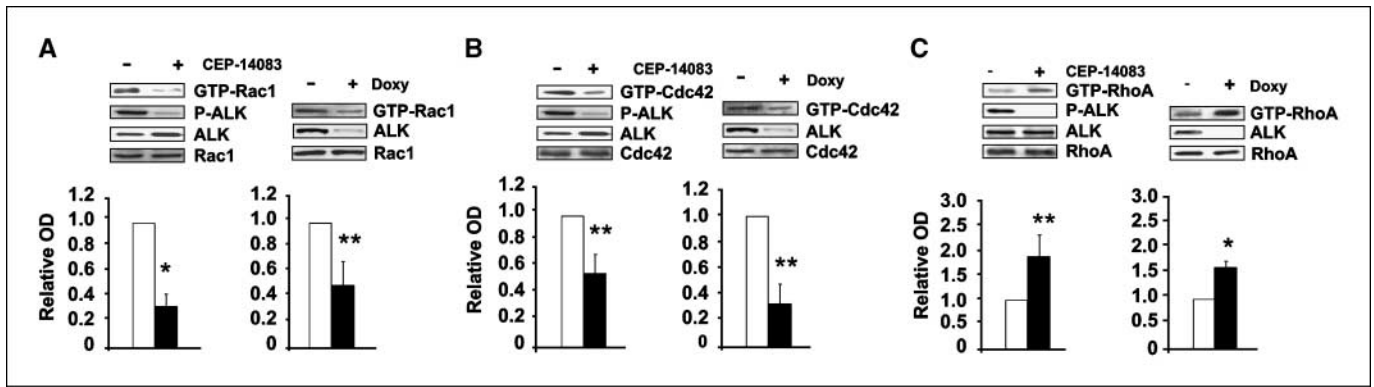 A
− + CEP-14083
GTP-Rac1
P-ALK
ALK
Rac1
− + Doxy
GTP-Rac1
ALK
Rac1
Relative OD
1.2
1.0
0.8
0.6
0.4
0.2
0
*
1.2
1.0
0.8
0.6
0.4
0.2
0
**
B
− + CEP-14083
GTP-Cdc42
P-ALK
ALK
Cdc42
− + Doxy
GTP-Cdc42
ALK
Cdc42
Relative OD
1.2
1.0
0.8
0.6
0.4
0.2
0
**
1.2
1.0
0.8
0.6
0.4
0.2
0
**
C
- + CEP-14083
GTP-RhoA
P-ALK
ALK
RhoA
- + Doxy
GTP-RhoA
ALK
RhoA
Relative OD
3.0
2.5
2.0
1.5
1.0
0.5
0
**
3.0
2.5
2.0
1.5
1.0
0.5
0
*